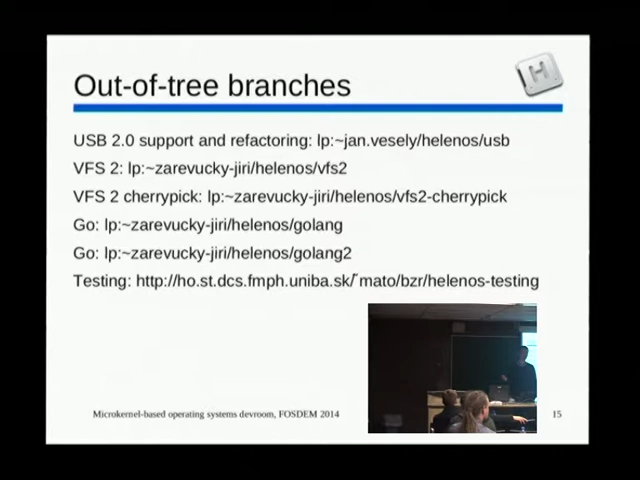 Out-of-tree branches
H
USB 2.0 support and refactoring: lp:~jan.vesely/helenos/usb
VFS 2: lp:~zarevucky-jiri/helenos/vfs2
VFS 2 cherrypick: lp:~zarevucky-jiri/helenos/vfs2-cherrypick
Go: lp:~zarevucky-jiri/helenos/golang
Go: lp:~zarevucky-jiri/helenos/golang2
Testing: http://ho.st.dcs.fmph.uniba.sk/~mato/bzr/helenos-testing
Microkernel-based operating systems devroom, FOSDEM 2014
15